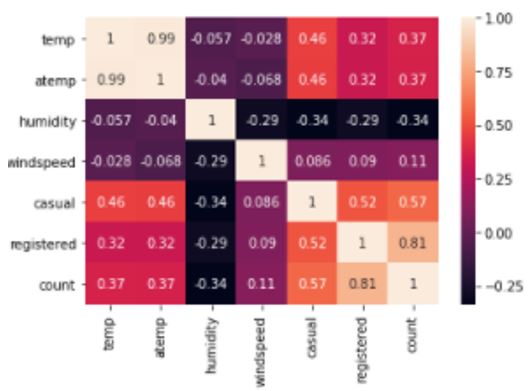 temp 1 0.99 -0.057 -0.028 0.46 0.32 0.37
atemp 0.99 1 -0.04 -0.068 0.46 0.32 0.37
humidity -0.057 -0.04 1 -0.29 -0.34 -0.29 -0.34
windspeed -0.028 -0.068 -0.29 1 0.086 0.09 0.11
casual 0.46 0.46 -0.34 0.086 1 0.52 0.57
registered 0.32 0.32 -0.29 0.09 0.52 1 0.81
count 0.37 0.37 -0.34 0.11 0.57 0.81 1
temp atemp humidity windspeed casual registered count
1.00
0.75
0.50
0.25
0.00
-0.25